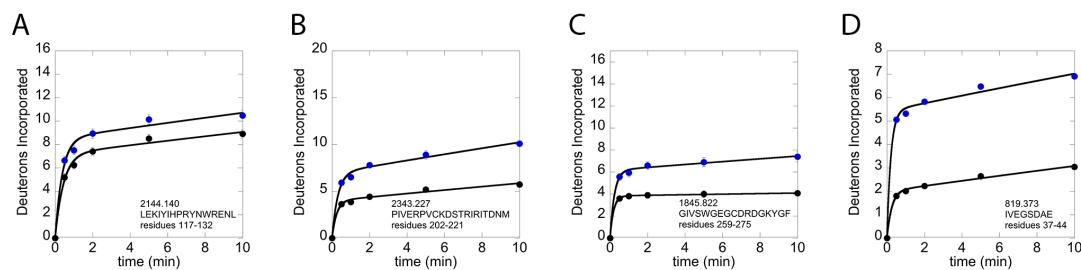 A
Deuterons Incorporated
16
14
12
10
8
6
4
2
0
0 2 4 6 8 10
time (min)
2144.140
LEKIYIHPRYNWRENL
residues 117-132
B
Deuterons Incorporated
20
15
10
5
0
0 2 4 6 8 10
time (min)
2343.227
PIVERPVCKDSTRIRITDNM
residues 202-221
C
Deuterons Incorporated
16
14
12
10
8
6
4
2
0
0 2 4 6 8 10
time (min)
1845.822
GIVSWGEGCDRDGKYGF
residues 259-275
D
Deuterons Incorporated
8
7
6
5
4
3
2
1
0
0 2 4 6 8 10
time (min)
819.373
IVEGSDAE
residues 37-44